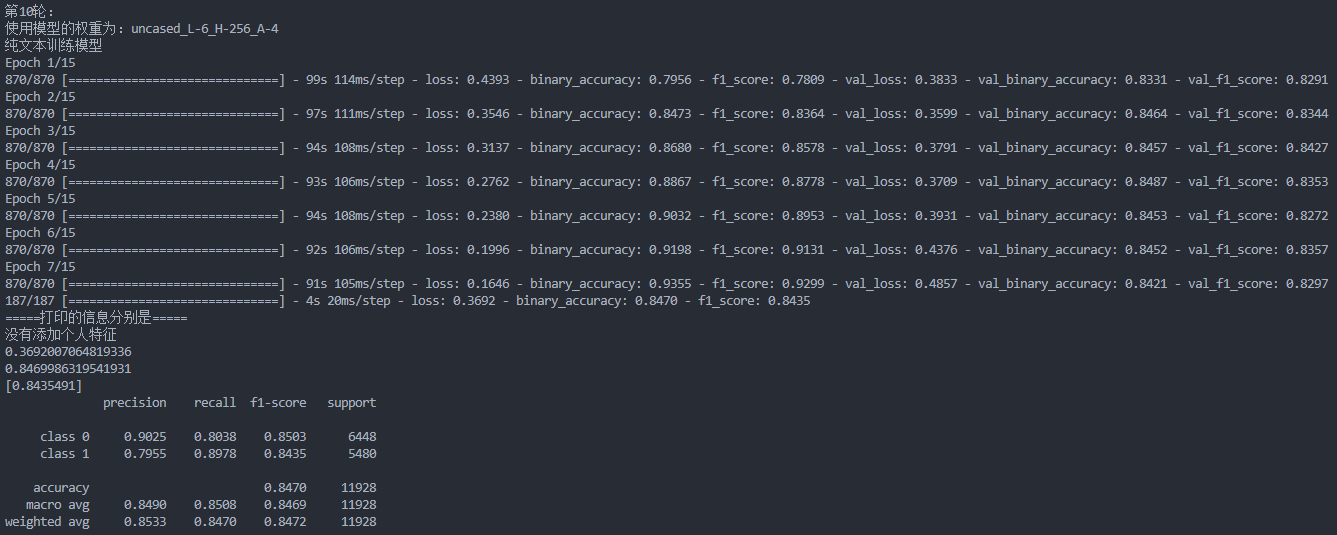 第10轮:
使用模型的权重为: uncased_L-6_H-256_A-4
纯文本训练模型
Epoch 1/15
870/870 [==============================] - 99s 114ms/step - loss: 0.4393 - binary_accuracy: 0.7956 - f1_score: 0.7809 - val_loss: 0.3833 - val_binary_accuracy: 0.8331 - val_f1_score: 0.8291
Epoch 2/15
870/870 [==============================] - 97s 111ms/step - loss: 0.3546 - binary_accuracy: 0.8473 - f1_score: 0.8364 - val_loss: 0.3599 - val_binary_accuracy: 0.8464 - val_f1_score: 0.8344
Epoch 3/15
870/870 [==============================] - 94s 108ms/step - loss: 0.3137 - binary_accuracy: 0.8680 - f1_score: 0.8578 - val_loss: 0.3791 - val_binary_accuracy: 0.8457 - val_f1_score: 0.8427
Epoch 4/15
870/870 [==============================] - 93s 106ms/step - loss: 0.2762 - binary_accuracy: 0.8867 - f1_score: 0.8778 - val_loss: 0.3709 - val_binary_accuracy: 0.8487 - val_f1_score: 0.8353
Epoch 5/15
870/870 [==============================] - 94s 108ms/step - loss: 0.2380 - binary_accuracy: 0.9032 - f1_score: 0.8953 - val_loss: 0.3931 - val_binary_accuracy: 0.8453 - val_f1_score: 0.8272
Epoch 6/15
870/870 [==============================] - 92s 106ms/step - loss: 0.1996 - binary_accuracy: 0.9198 - f1_score: 0.9131 - val_loss: 0.4376 - val_binary_accuracy: 0.8452 - val_f1_score: 0.8357
Epoch 7/15
870/870 [==============================] - 91s 105ms/step - loss: 0.1646 - binary_accuracy: 0.9355 - f1_score: 0.9299 - val_loss: 0.4857 - val_binary_accuracy: 0.8421 - val_f1_score: 0.8297
187/187 [==============================] - 4s 20ms/step - loss: 0.3692 - binary_accuracy: 0.8470 - f1_score: 0.8435
=====打印的信息分别是=====
没有添加个人特征
0.3692007064819336
0.8469986319541931
[0.8435491]
precision recall f1-score support
class 0 0.9025 0.8038 0.8503 6448
class 1 0.7955 0.8978 0.8435 5480
accuracy 0.8470 11928
macro avg 0.8490 0.8508 0.8469 11928
weighted avg 0.8533 0.8470 0.8472 11928